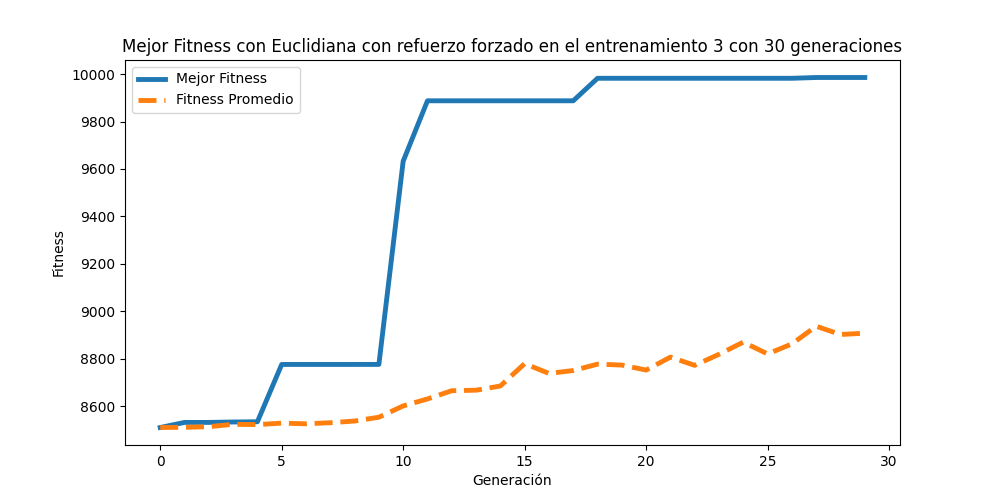 Mejor Fitness con Euclidiana con refuerzo forzado en el entrenamiento 3 con 30 generaciones
Mejor Fitness
Fitness Promedio
10000
9800
9600
9400
9200
9000
8800
8600
Fitness
0 5 10 15 20 25 30
Generación